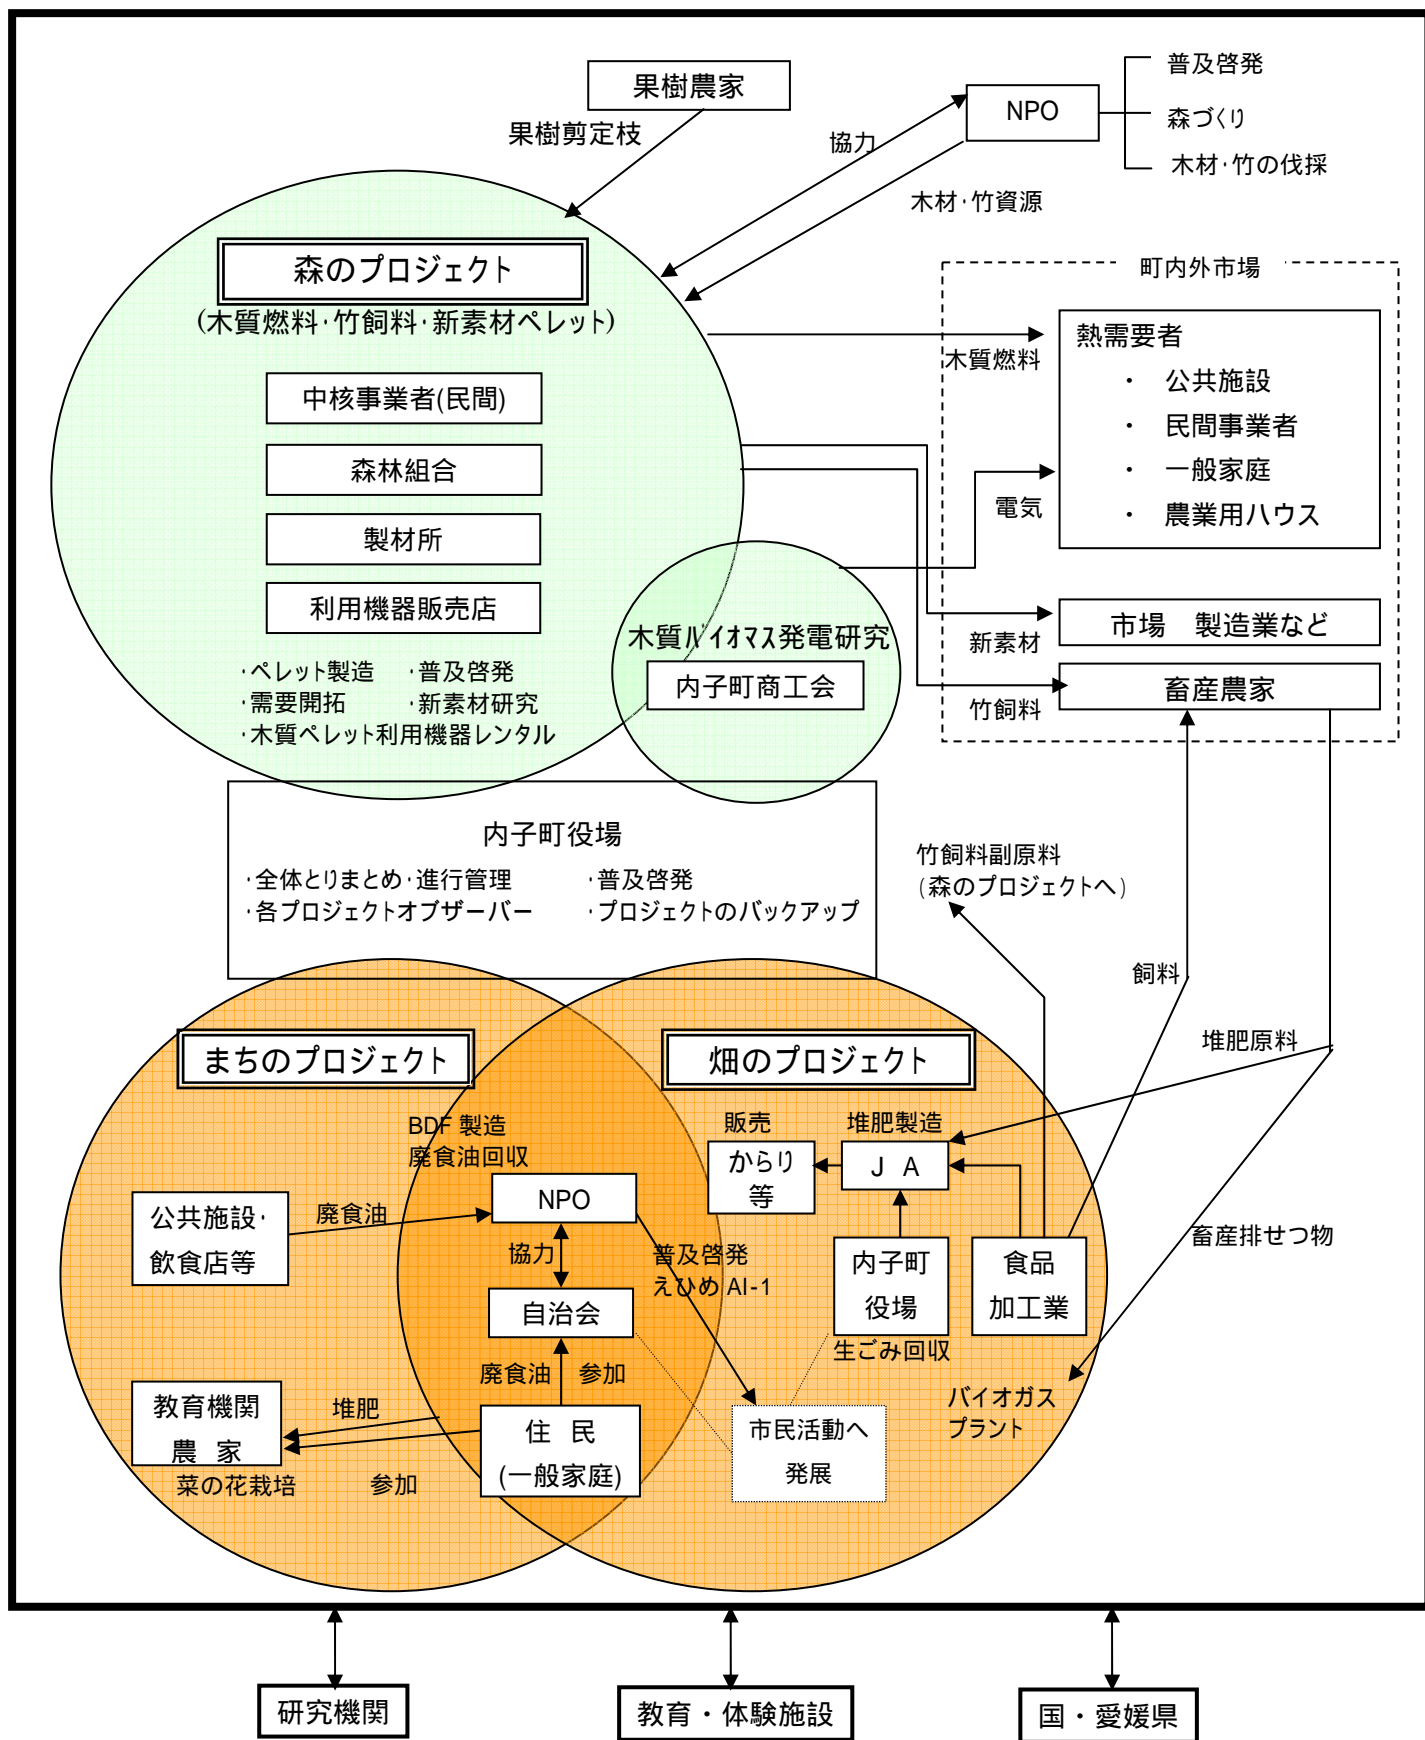 果樹農家
果樹剪定枝
NPO
普及啓発
森づくり
木材・竹の伐採
協力
木材・竹資源
森のプロジェクト
(木質燃料・竹飼料・新素材ペレット)
中核事業者(民間)
森林組合
製材所
利用機器販売店
・ペレット製造 ・普及啓発
・需要開拓 ・新素材研究
・木質ペレット利用機器レンタル
木質バイオマス発電研究
内子町商工会
町内外市場
熱需要者
・ 公共施設
・ 民間事業者
・ 一般家庭
・ 農業用ハウス
木質燃料
電気
市場 製造業など
新素材
畜産農家
竹飼料
内子町役場
・全体とりまとめ・進行管理 ・普及啓発
・各プロジェクトオブザーバー ・プロジェクトのバックアップ
竹飼料副原料
(森のプロジェクトへ)
飼料
堆肥原料
畜産排せつ物
まちのプロジェクト
畑のプロジェクト
BDF 製造
廃食油回収
NPO
公共施設・
飲食店等
廃食油
協力
自治会
廃食油 参加
住 民
(一般家庭)
教育機関
農 家
菜の花栽培
堆肥
参加
普及啓発
えひめ AI-1
販売
からり
等
堆肥製造
J A
内子町
役場
生ごみ回収
食品
加工業
市民活動へ
発展
バイオガス
プラント
研究機関
教育・体験施設
国・愛媛県